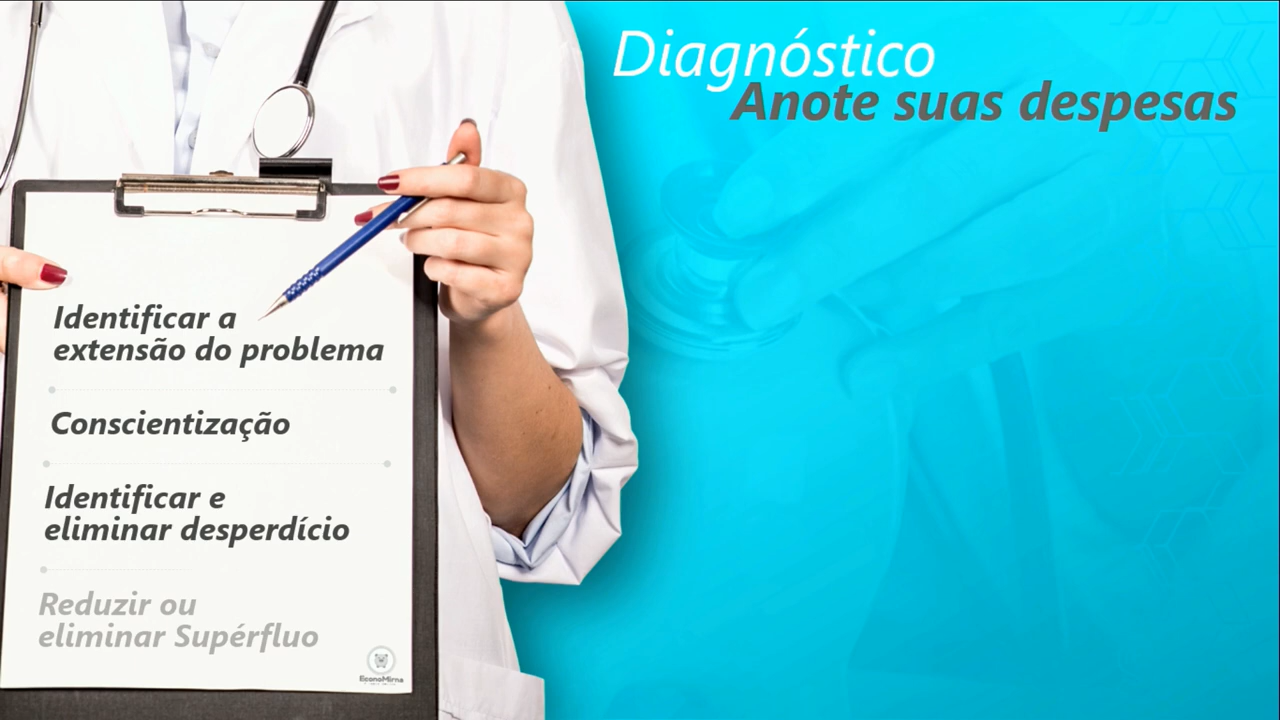 Diagnóstico
Anote suas despesas
Identificar a
extensão do problema
Conscientização
Identificar e
eliminar desperdício
Reduzir ou
eliminar Supérfluo
EconoMirna